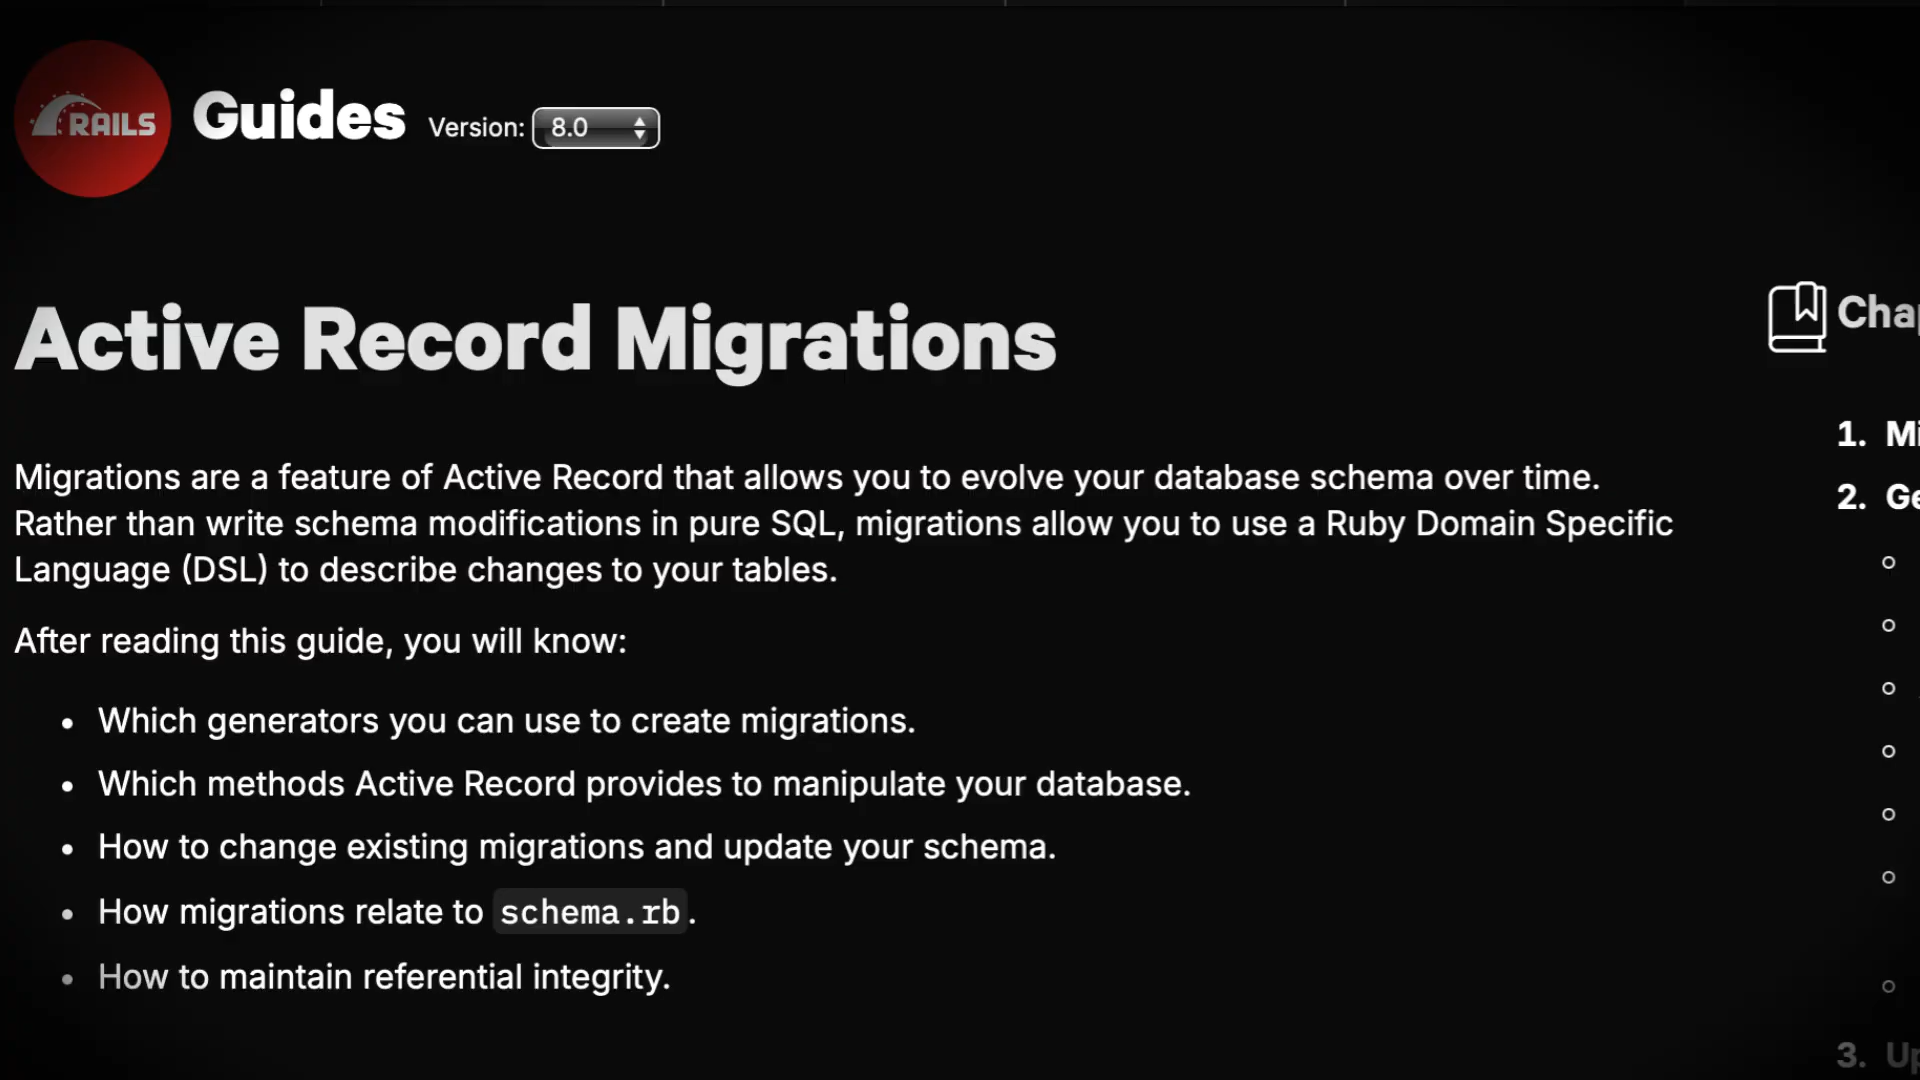 RAILS
Guides
Version: 8.0
Active Record Migrations
Migrations are a feature of Active Record that allows you to evolve your database schema over time.
Rather than write schema modifications in pure SQL, migrations allow you to use a Ruby Domain Specific
Language (DSL) to describe changes to your tables.
After reading this guide, you will know:
• Which generators you can use to create migrations.
• Which methods Active Record provides to manipulate your database.
• How to change existing migrations and update your schema.
• How migrations relate to schema.rb.
• How to maintain referential integrity.
1.
2.
3.